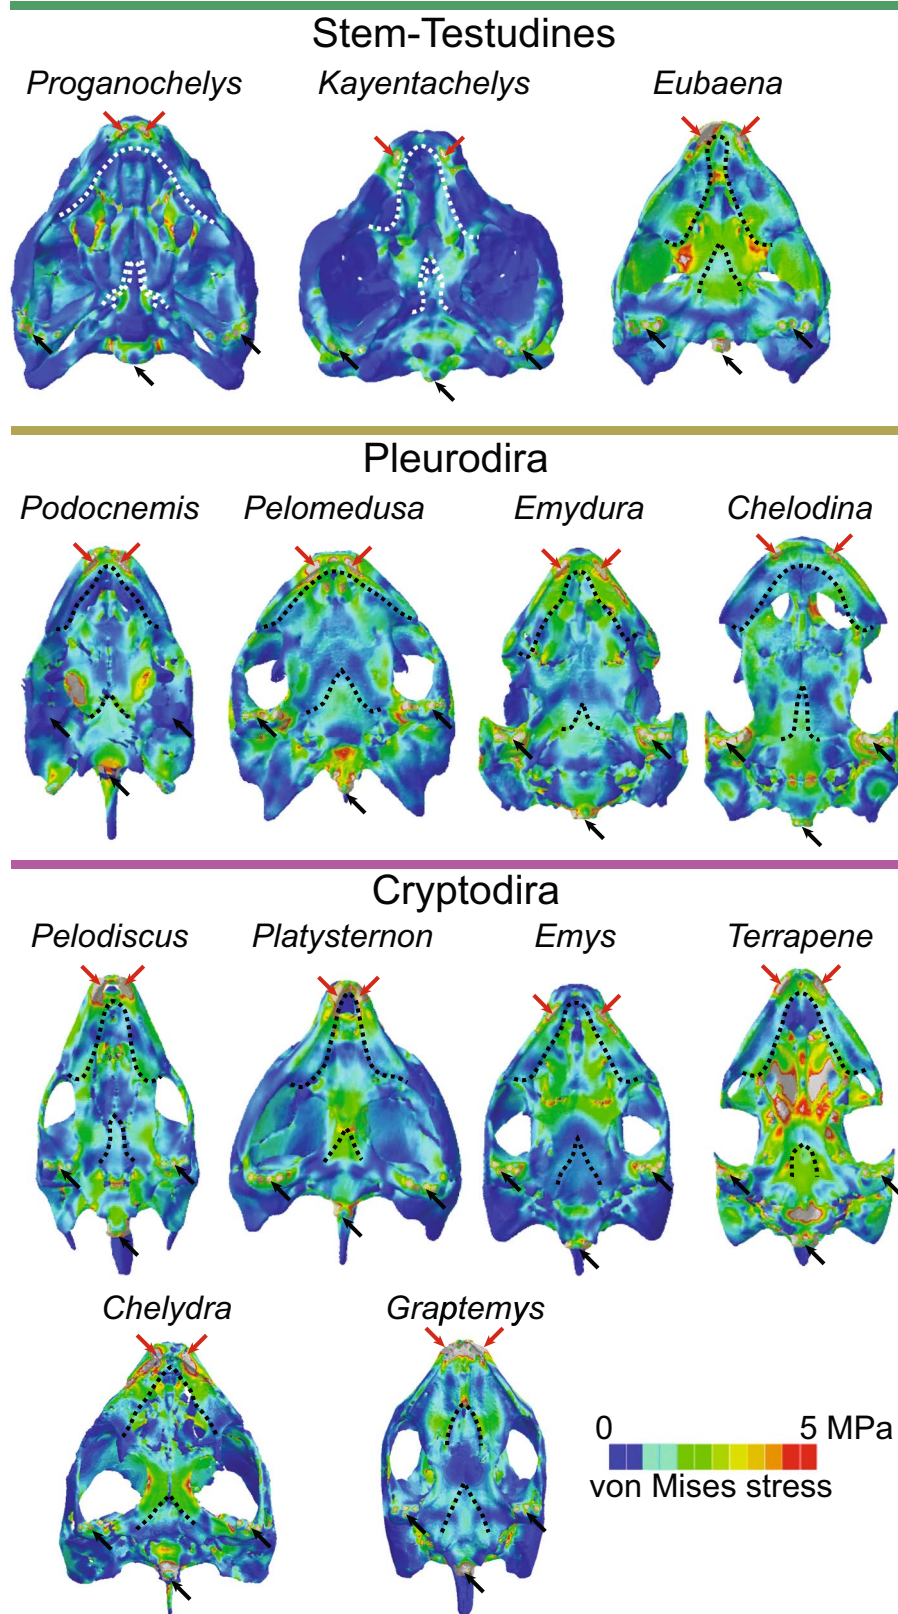 Stem-Testudines
Proganochelys Kayentachelys Eubaena
Pleurodira
Podocnemis Pelomedusa Emydura Chelodina
Cryptodira
Pelodiscus Platysternon Emys Terrapene
Chelydra Graptemys
0 5 MPa
von Mises stress